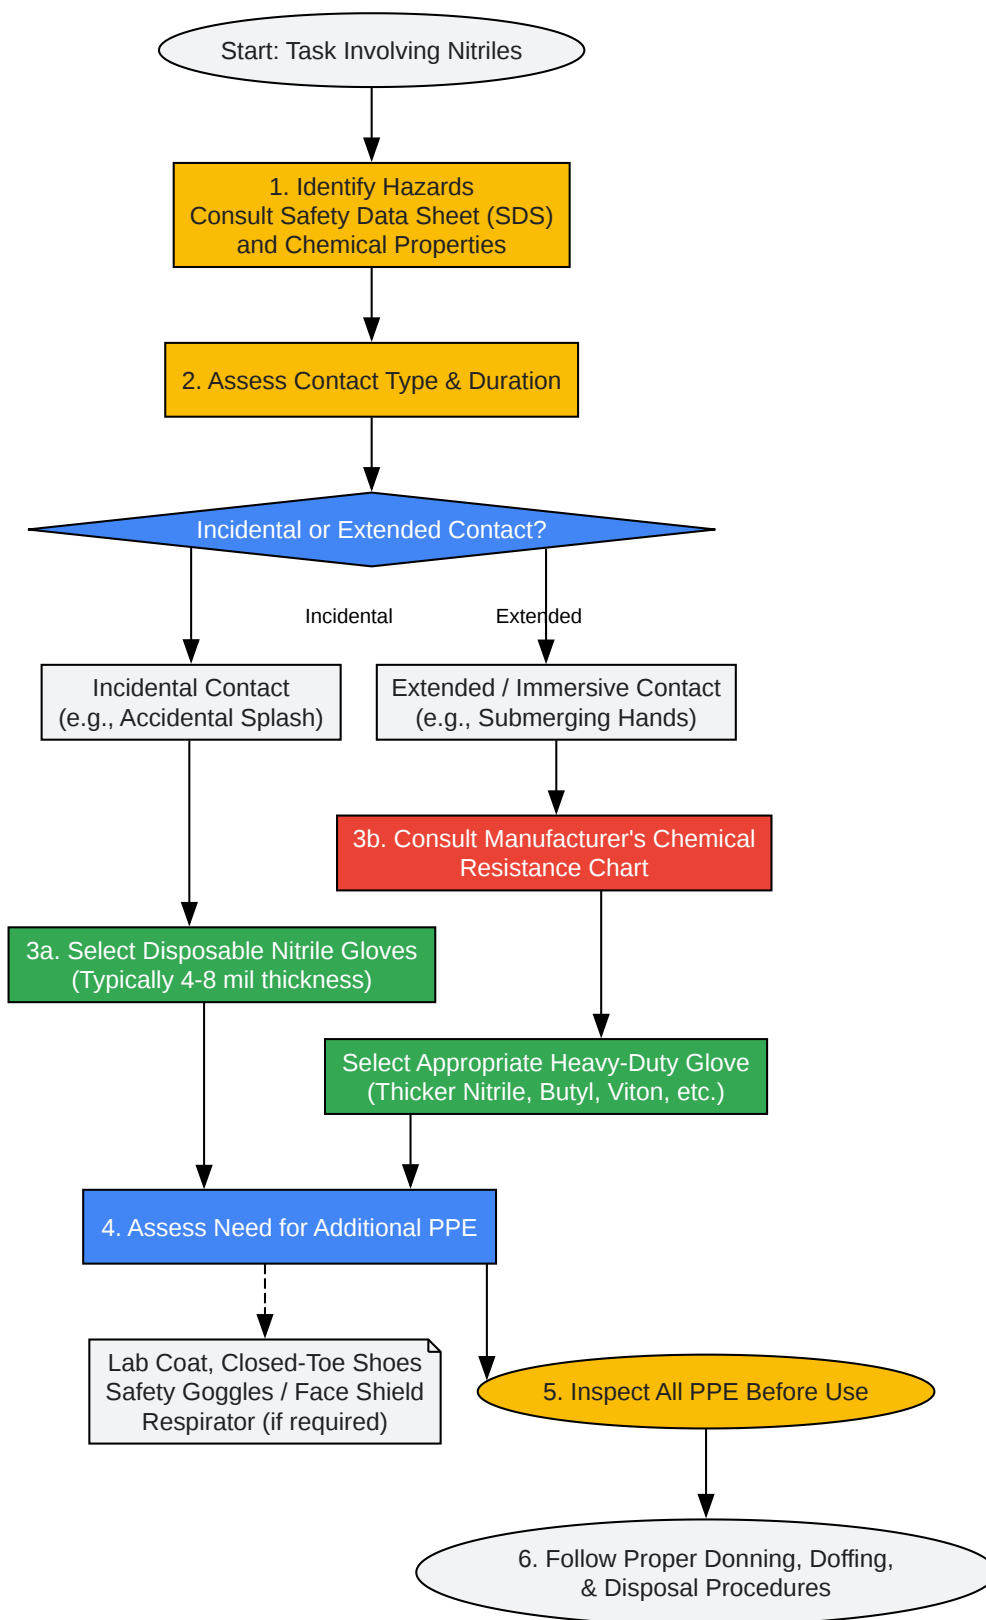 Start: Task Involving Nitriles
1. Identify Hazards
Consult Safety Data Sheet (SDS)
and Chemical Properties
2. Assess Contact Type & Duration
Incidental or Extended Contact?
Incidental
Extended
Incidental Contact
(e.g., Accidental Splash)
Extended / Immersive Contact
(e.g., Submerging Hands)
3b. Consult Manufacturer's Chemical
Resistance Chart
3a. Select Disposable Nitrile Gloves
(Typically 4-8 mil thickness)
Select Appropriate Heavy-Duty Glove
(Thicker Nitrile, Butyl, Viton, etc.)
4. Assess Need for Additional PPE
Lab Coat, Closed-Toe Shoes
Safety Goggles / Face Shield
Respirator (if required)
5. Inspect All PPE Before Use
6. Follow Proper Donning, Doffing,
& Disposal Procedures